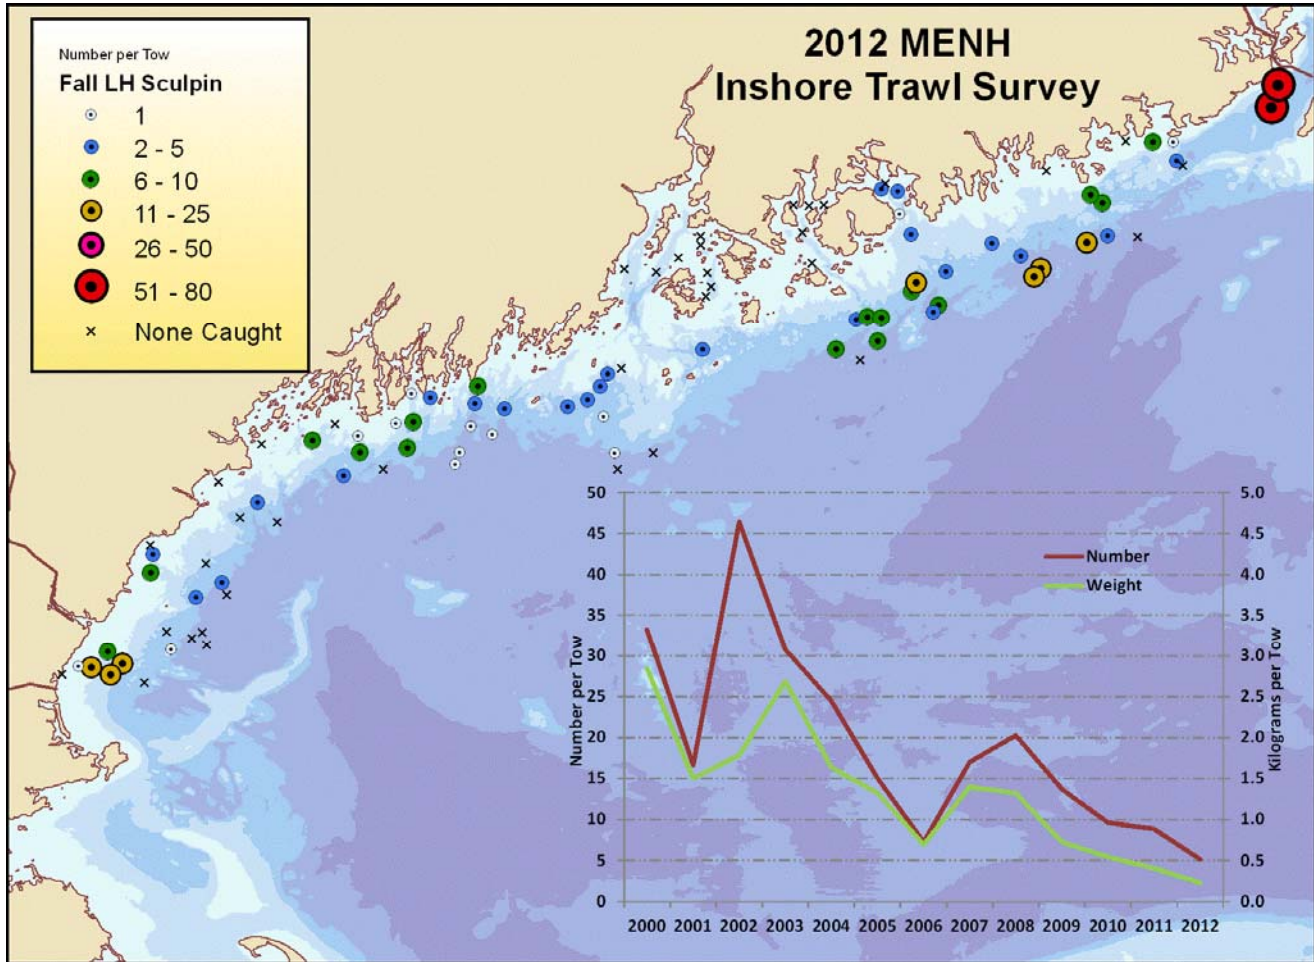 2012 MENH
Inshore Trawl Survey
Number per Tow
Fall LH Sculpin
1
2 - 5
6 - 10
11 - 25
26 - 50
51 - 80
× None Caught
Number per Tow
50
45
40
35
30
25
20
15
10
5
0
Number
Weight
5.0
4.5
4.0
3.5
3.0
2.5
2.0
1.5
1.0
0.5
0.0
Kilograms per Tow
2000 2001 2002 2003 2004 2005 2006 2007 2008 2009 2010 2011 2012